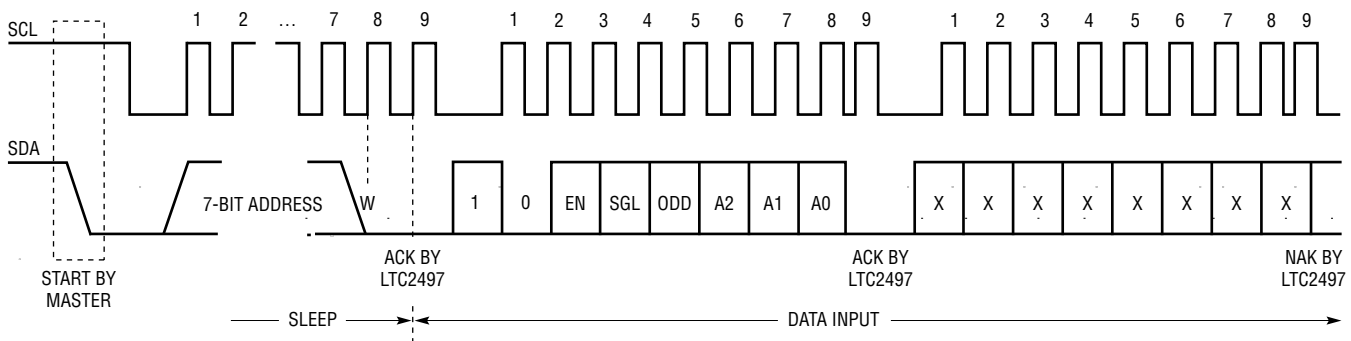 1 2 … 7 8 9 1 2 3 4 5 6 7 8 9 1 2 3 4 5 6 7 8 9
SCL
SDA
7-BIT ADDRESS W 1 0 EN SGL ODD A2 A1 A0 X X X X X X X X
START BY
MASTER
ACK BY
LTC2497
ACK BY
LTC2497
NAK BY
LTC2497
SLEEP DATA INPUT